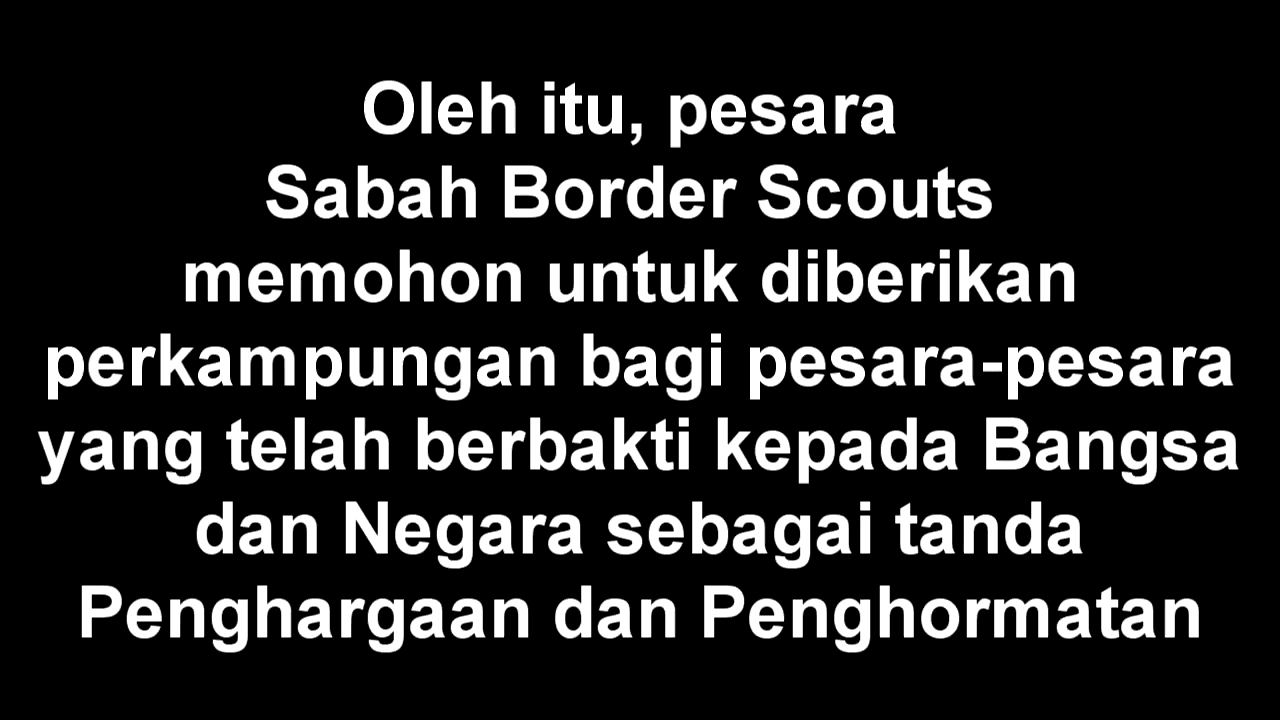 Oleh itu, pesara
Sabah Border Scouts
memohon untuk diberikan
perkampungan bagi pesara-pesara
yang telah berbakti kepada Bangsa
dan Negara sebagai tanda
Penghargaan dan Penghormatan